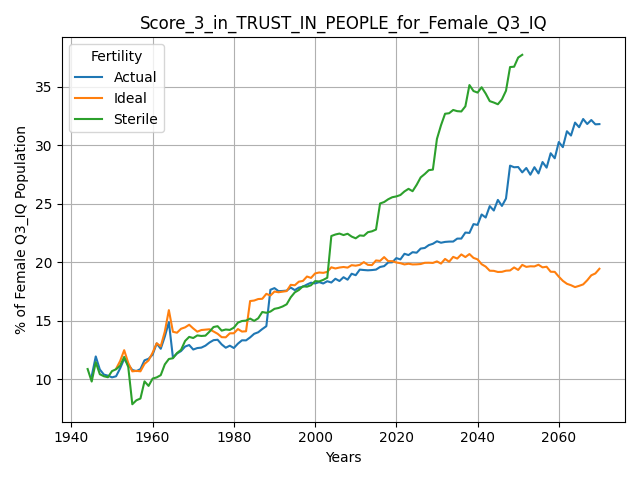 Score_3_in_TRUST_IN_PEOPLE_for_Female_Q3_IQ
Fertility
Actual
Ideal
Sterile
% of Female Q3_IQ Population
35
30
25
20
15
10
1940
1960
1980
2000
2020
2040
2060
Years